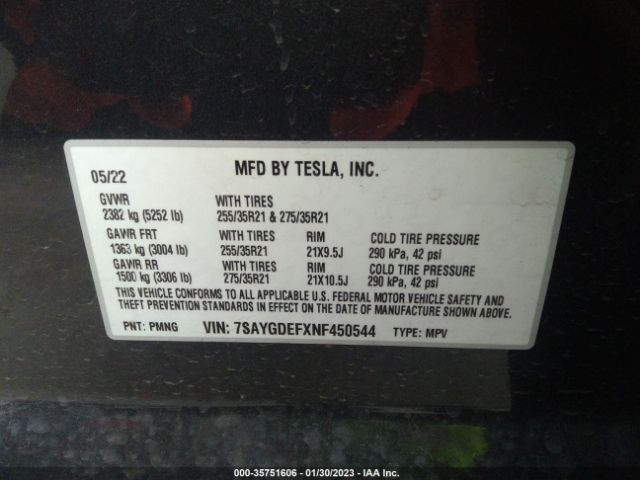 05/22 MFD BY TESLA, INC.
GVWR WITH TIRES
2382 kg (5252 lb) 255/35R21 & 275/35R21
GAWR FRT WITH TIRES RIM COLD TIRE PRESSURE
1363 kg (3004 lb) 255/35R21 21X9.5J 290 kPa, 42 psi
GAWR RR WITH TIRES RIM COLD TIRE PRESSURE
1500 kg (3306 lb) 275/35R21 21X10.5J 290 kPa, 42 psi
THIS VEHICLE CONFORMS TO ALL APPLICABLE U.S. FEDERAL MOTOR VEHICLE SAFETY AND
THEFT PREVENTION STANDARDS IN EFFECT ON THE DATE OF MANUFACTURE SHOWN ABOVE.
PNT: PMNG VIN: 7SAYGDEFXNF450544 TYPE: MPV
000-35751606 - 01/30/2023 - IAA Inc.